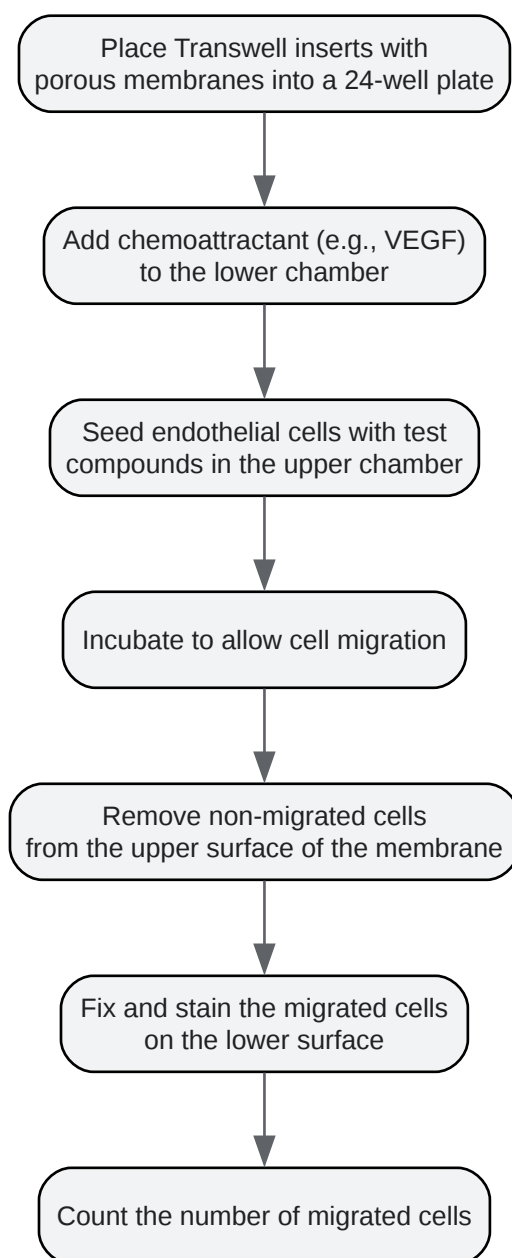 Place Transwell inserts with
porous membranes into a 24-well plate
Add chemoattractant (e.g., VEGF)
to the lower chamber
Seed endothelial cells with test
compounds in the upper chamber
Incubate to allow cell migration
Remove non-migrated cells
from the upper surface of the membrane
Fix and stain the migrated cells
on the lower surface
Count the number of migrated cells